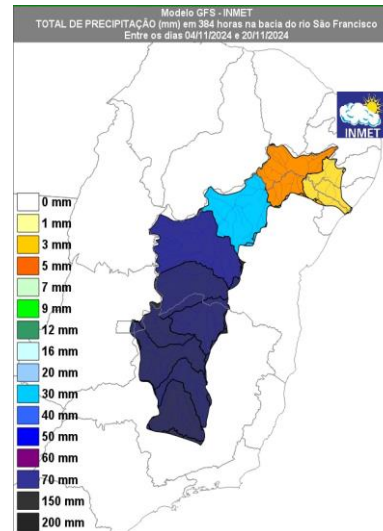 Modelo GFS - INMET
TOTAL DE PRECIPITAÇÃO (mm) em 384 horas na bacia do rio São Francisco
Entre os dias 04/11/2024 e 20/11/2024
INMET
0 mm
1 mm
3 mm
5 mm
7 mm
9 mm
12 mm
16 mm
20 mm
30 mm
40 mm
50 mm
60 mm
70 mm
150 mm
200 mm